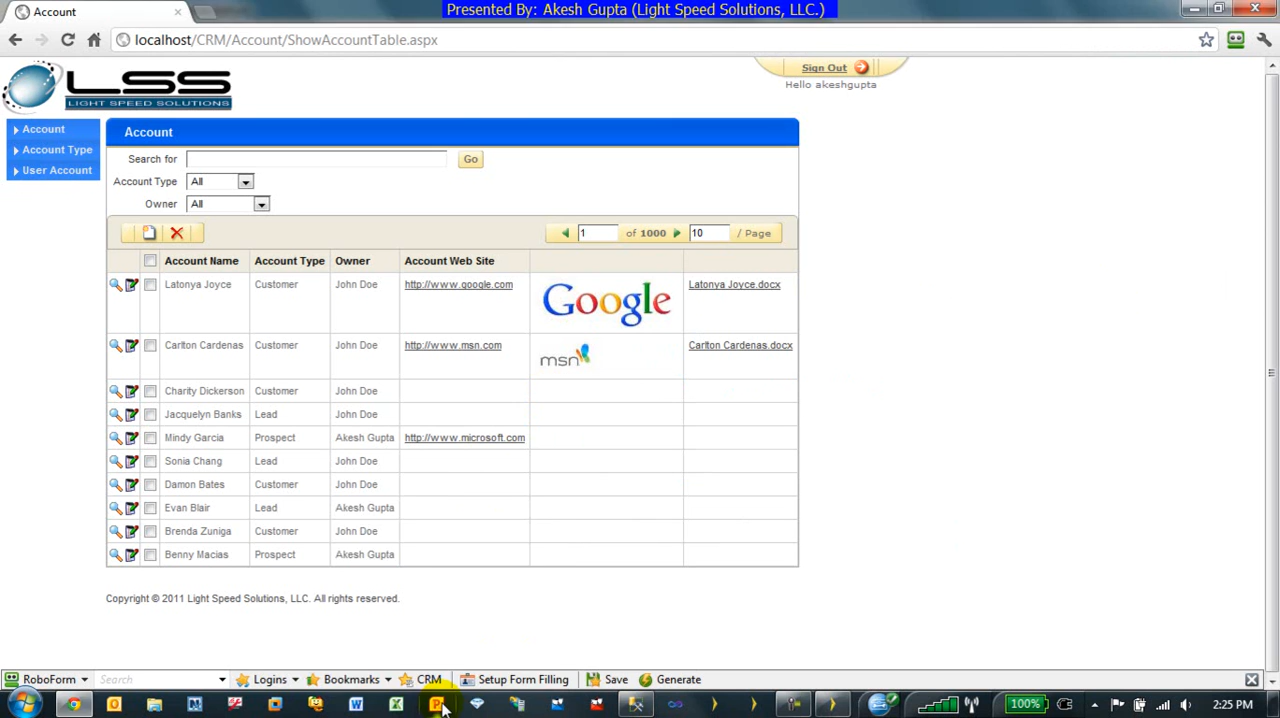 Account
Presented By: Akesh Gupta (Light Speed Solutions, LLC.)
localhost/CRM/Account/ShowAccountTable.aspx
LSS
LIGHT SPEED SOLUTIONS
Sign Out
Hello akeshgupta
Account
Account Type
User Account
Account
Search for
Go
Account Type All
Owner All
1 of 1000 10 / Page
Account Name Account Type Owner Account Web Site
Latonya Joyce Customer John Doe http://www.google.com Google Latonya Joyce.docx
Carlton Cardenas Customer John Doe http://www.msn.com msn Carlton Cardenas.docx
Charity Dickerson Customer John Doe
Jacquelyn Banks Lead John Doe
Mindy Garcia Prospect Akesh Gupta http://www.microsoft.com
Sonia Chang Lead John Doe
Damon Bates Customer John Doe
Evan Blair Lead Akesh Gupta
Brenda Zuniga Customer John Doe
Benny Macias Prospect Akesh Gupta
Copyright © 2011 Light Speed Solutions, LLC. All rights reserved.
RoboForm Search Logins Bookmarks CRM Setup Form Filling Save Generate
100% 2:25 PM